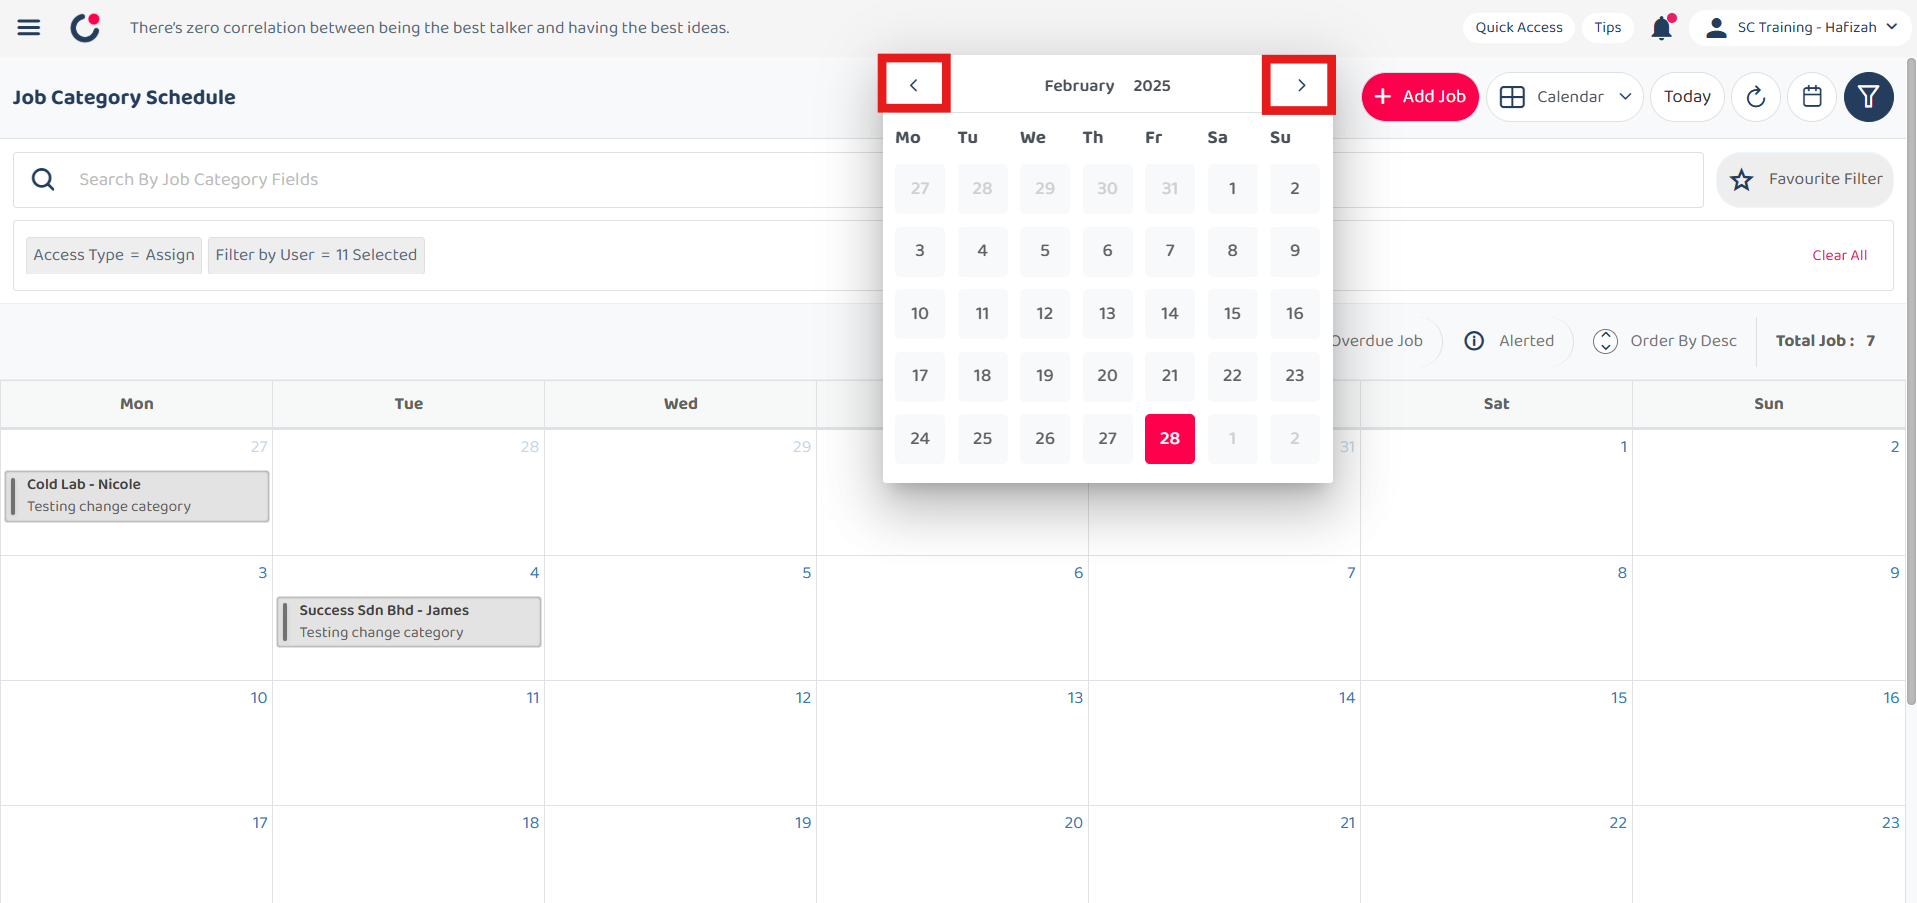 There's zero correlation between being the best talker and having the best ideas.
Quick Access
Tips
SC Training - Hafizah
Job Category Schedule
February 2025
Add Job
Calendar
Today
Mo Tu We Th Fr Sa Su
27 28 29 30 31 1 2
3 4 5 6 7 8 9
10 11 12 13 14 15 16
17 18 19 20 21 22 23
24 25 26 27 28 1 2
Search By Job Category Fields
Favourite Filter
Access Type = Assign
Filter by User = 11 Selected
Clear All
Overdue Job
Alerted
Order By Desc
Total Job : 7
Mon Tue Wed Sat Sun
27 28 29 31 1 2
Cold Lab - Nicole
Testing change category
3 4 5 6 7 8 9
Success Sdn Bhd - James
Testing change category
10 11 12 13 14 15 16
17 18 19 20 21 22 23